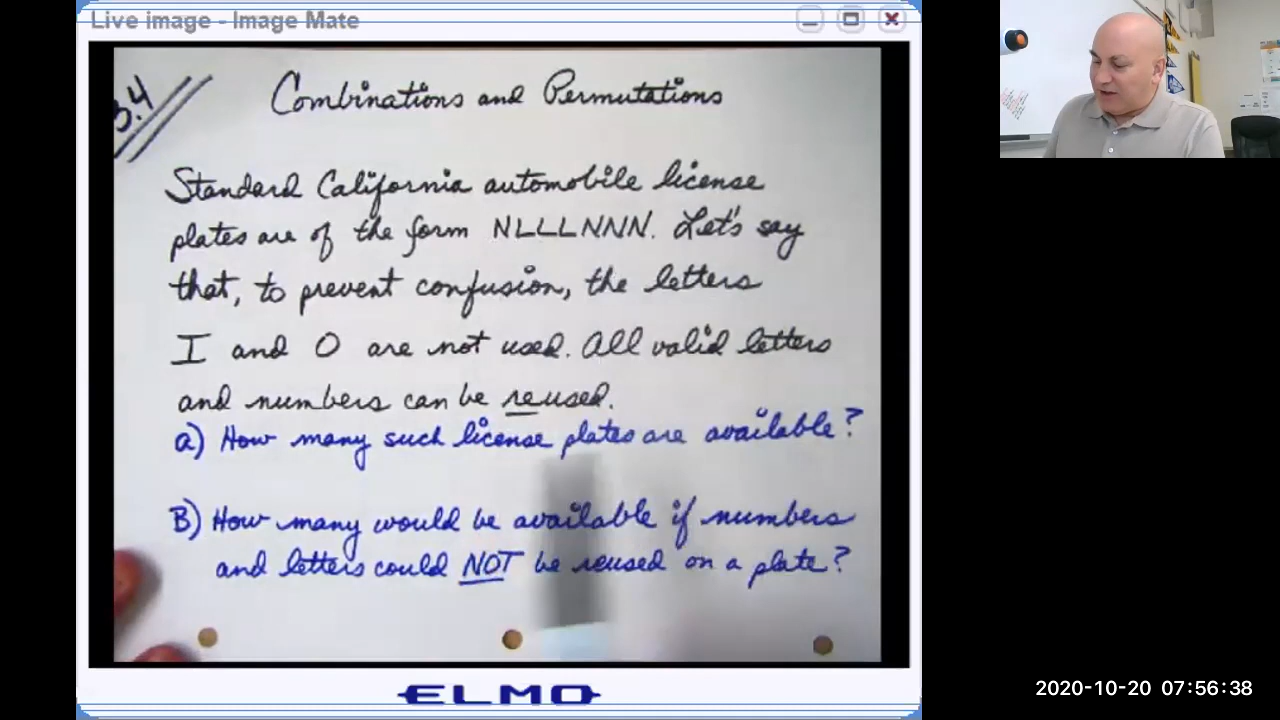 Live image - Image Mate
3.4
Combinations and Permutations
Standard California automobile license
plates are of the form NLLLNNN. Let's say
that, to prevent confusion, the letters
I and O are not used. All valid letters
and numbers can be reused.
a) How many such license plates are available?
B) How many would be available if numbers
and letters could NOT be reused on a plate?
ELMO
2020-10-20 07:56:38